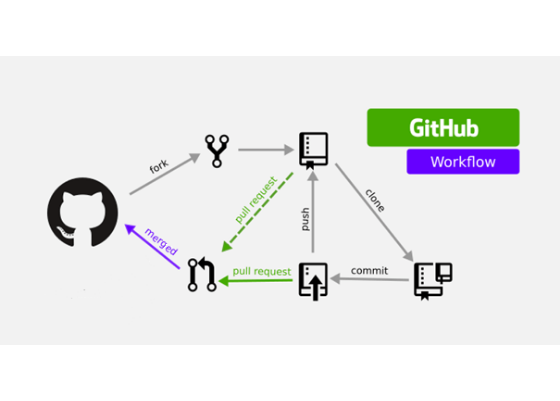 GitHub
Workflow
fork
clone
pull request
push
merged
pull request
commit